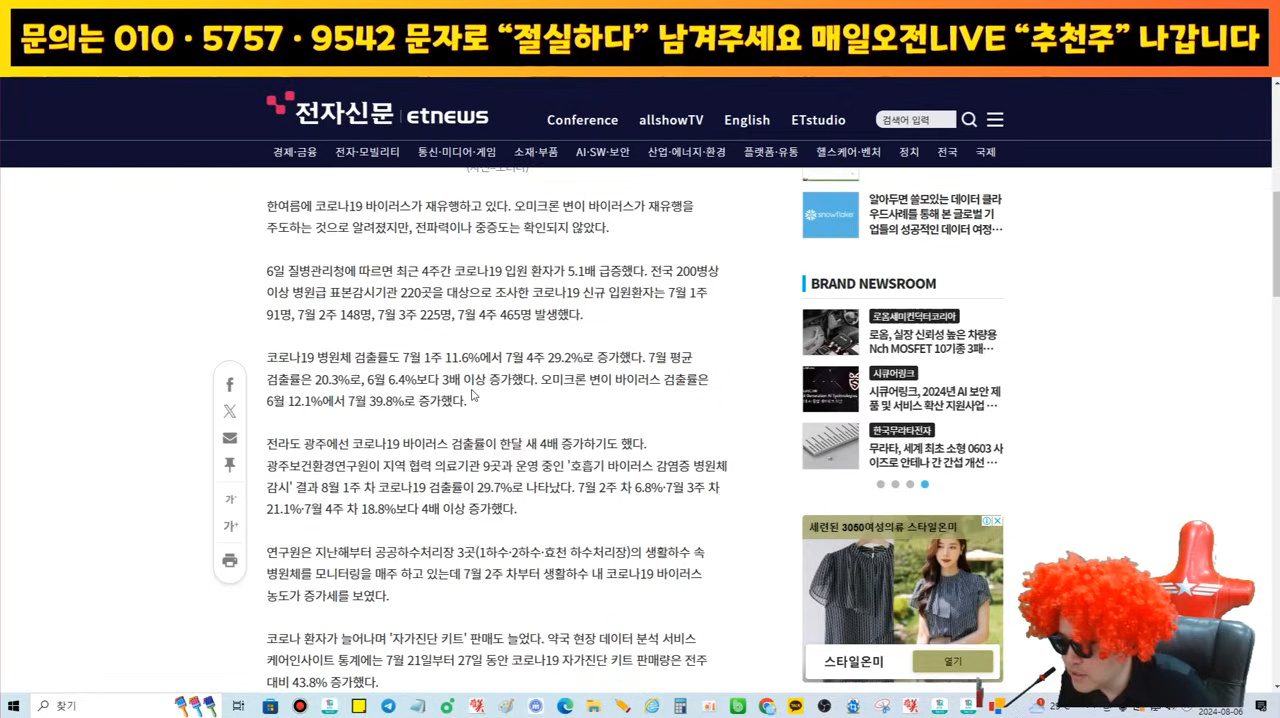 문의는 010 · 5757 · 9542 문자로 “절실하다” 남겨주세요 매일오전LIVE “추천주” 나갑니다
전자신문 | etnews
Conference allshowTV English ETstudio
검색어 입력
경제·금융 전자·모빌리티 통신·미디어·게임 소재·부품 AI·SW·보안 산업·에너지·환경 플랫폼·유통 헬스케어·벤처 정치 전국 국제
한여름에 코로나19 바이러스가 재유행하고 있다. 오미크론 변이 바이러스가 재유행을
주도하는 것으로 알려졌지만, 전파력이나 중증도는 확인되지 않았다.
6일 질병관리청에 따르면 최근 4주간 코로나19 입원 환자가 5.1배 급증했다. 전국 200병상
이상 병원급 표본감시기관 220곳을 대상으로 조사한 코로나19 신규 입원환자는 7월 1주
91명, 7월 2주 148명, 7월 3주 225명, 7월 4주 465명 발생했다.
코로나19 병원체 검출률도 7월 1주 11.6%에서 7월 4주 29.2%로 증가했다. 7월 평균
검출률은 20.3%로, 6월 6.4%보다 3배 이상 증가했다. 오미크론 변이 바이러스 검출률은
6월 12.1%에서 7월 39.8%로 증가했다.
전라도 광주에선 코로나19 바이러스 검출률이 한달 새 4배 증가하기도 했다.
광주보건환경연구원이 지역 협력 의료기관 9곳과 운영 중인 '호흡기 바이러스 감염증 병원체
감시' 결과 8월 1주 차 코로나19 검출률이 29.7%로 나타났다. 7월 2주 차 6.8%·7월 3주 차
21.1%·7월 4주 차 18.8%보다 4배 이상 증가했다.
연구원은 지난해부터 공공하수처리장 3곳(1하수·2하수·효천 하수처리장)의 생활하수 속
병원체를 모니터링을 매주 하고 있는데 7월 2주 차부터 생활하수 내 코로나19 바이러스
농도가 증가세를 보였다.
코로나 환자가 늘어나며 '자가진단 키트' 판매도 늘었다. 약국 현장 데이터 분석 서비스
케어인사이트 통계에는 7월 21일부터 27일 동안 코로나19 자가진단 키트 판매량은 전주
대비 43.8% 증가했다.
가-
가+
snowflake
알아두면 쓸모있는 데이터 클라
우드사례를 통해 본 글로벌 기
업들의 성공적인 데이터 여정…
BRAND NEWSROOM
로옴세미컨덕터코리아
로옴, 실장 신뢰성 높은 차량용
Nch MOSFET 10기종 3패…
시큐어링크
시큐어링크, 2024년 AI 보안 제
품 및 서비스 확산 지원사업 …
한국무라타전자
무라타, 세계 최초 소형 0603 사
이즈로 안테나 간 간섭 개선 …
세련된 3050여성의류 스타일온미
스타일온미
열기
찾기
2024-08-06